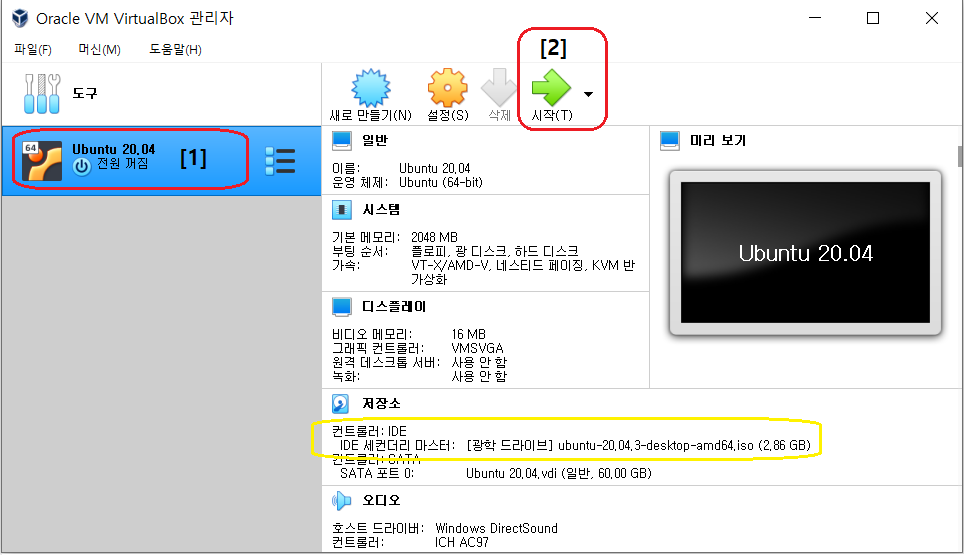 Oracle VM VirtualBox 관리자
파일(F) 머신(M) 도움말(H)
도구
[2]
새로 만들기(N) 설정(S) 삭제 시작(T)
64
Ubuntu 20.04
전원 꺼짐
[1]
일반
이름: Ubuntu 20.04
운영 체제: Ubuntu (64-bit)
시스템
기본 메모리: 2048 MB
부팅 순서: 플로피, 광 디스크, 하드 디스크
가속: VT-X/AMD-V, 네스티드 페이징, KVM 반
가상화
디스플레이
비디오 메모리: 16 MB
그래픽 컨트롤러: VMSVGA
원격 데스크톱 서버: 사용 안 함
녹화: 사용 안 함
미리 보기
Ubuntu 20.04
저장소
컨트롤러: IDE
IDE 세컨더리 마스터: [광학 드라이브] ubuntu-20.04.3-desktop-amd64.iso (2.86 GB)
컨트롤러: SATA
SATA 포트 0: Ubuntu 20.04.vdi (일반, 60.00 GB)
오디오
호스트 드라이버: Windows DirectSound
컨트롤러: ICH AC97